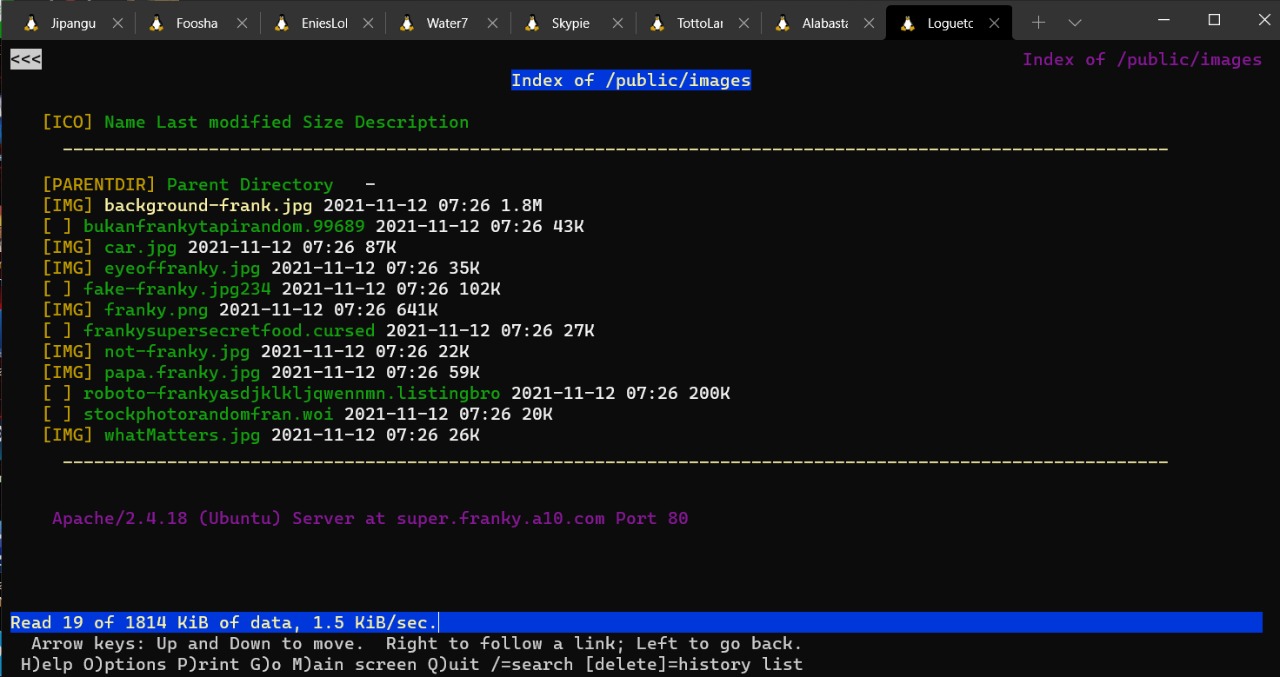 Jipangu
Foosha
EniesLol
Water7
Skypie
TottoLar
Alabasta
Loguetc
<<< Index of /public/images
Index of /public/images
[ICO] Name Last modified Size Description
[PARENTDIR] Parent Directory -
[IMG] background-frank.jpg 2021-11-12 07:26 1.8M
[ ] bukanfrankytapirandom.99689 2021-11-12 07:26 43K
[IMG] car.jpg 2021-11-12 07:26 87K
[IMG] eyeoffranky.jpg 2021-11-12 07:26 35K
[ ] fake-franky.jpg234 2021-11-12 07:26 102K
[IMG] franky.png 2021-11-12 07:26 641K
[ ] frankysupersecretfood.cursed 2021-11-12 07:26 27K
[IMG] not-franky.jpg 2021-11-12 07:26 22K
[IMG] papa.franky.jpg 2021-11-12 07:26 59K
[ ] roboto-frankyasdjklkljqwennmn.listingbro 2021-11-12 07:26 200K
[ ] stockphotorandomfran.woi 2021-11-12 07:26 20K
[IMG] whatMatters.jpg 2021-11-12 07:26 26K
Apache/2.4.18 (Ubuntu) Server at super.franky.a10.com Port 80
Read 19 of 1814 KiB of data, 1.5 KiB/sec.
Arrow keys: Up and Down to move. Right to follow a link; Left to go back.
H)elp O)ptions P)rint G)o M)ain screen Q)uit /=search [delete]=history list